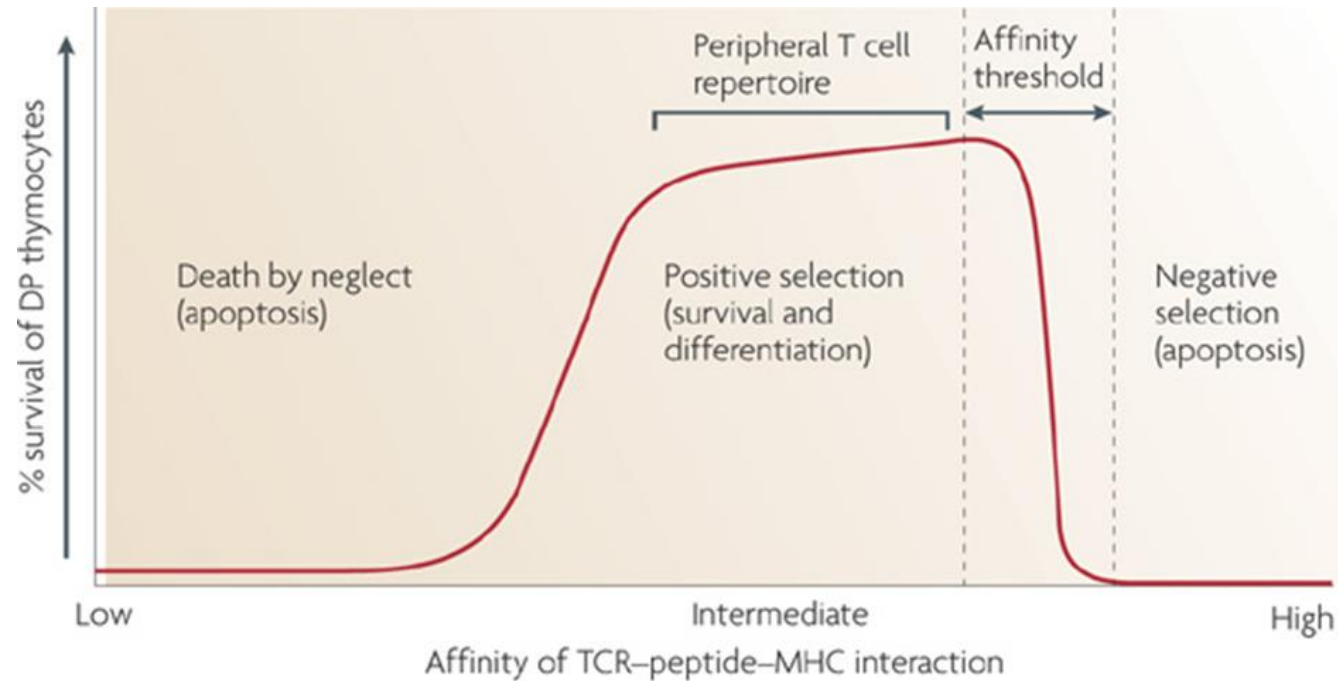 Peripheral T cell
repertoire
Affinity
threshold
% survival of DP thymocytes
Death by neglect
(apoptosis)
Positive selection
(survival and
differentiation)
Negative
selection
(apoptosis)
Low
Intermediate
High
Affinity of TCR–peptide–MHC interaction